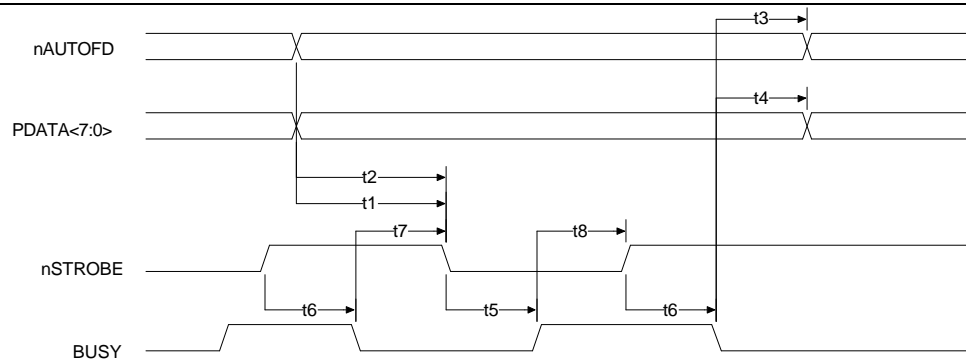 t3
nAUTOFD
t4
PDATA<7:0>
t2
t1
t7
t8
nSTROBE
t6
t5
t6
BUSY